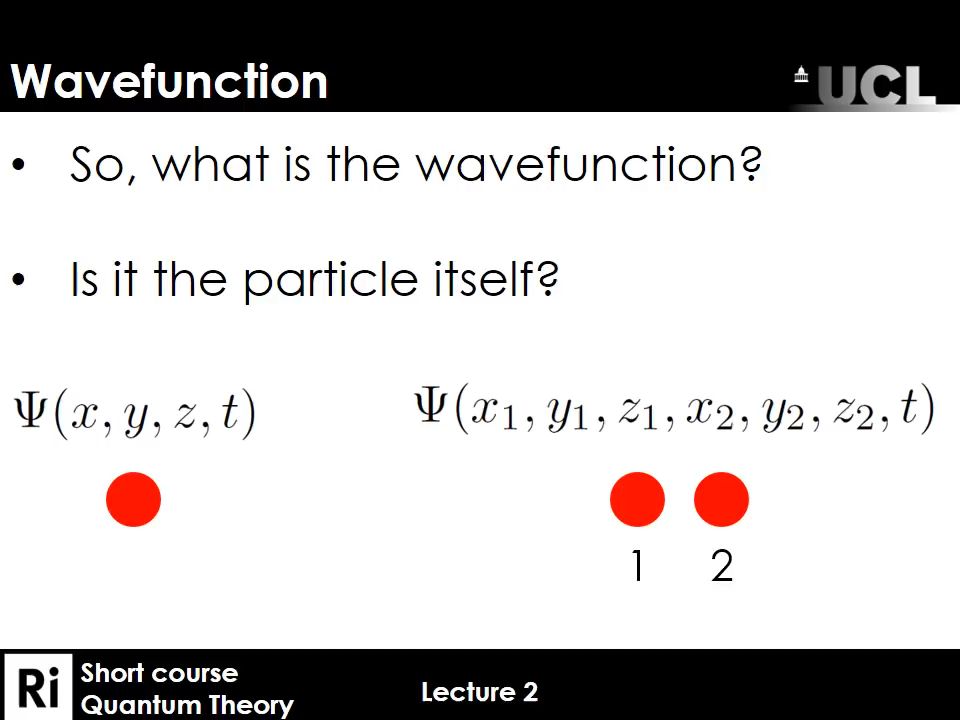 Wavefunction
UCL
• So, what is the wavefunction?
• Is it the particle itself?
Ψ(x, y, z, t)
Ψ(x₁, y₁, z₁, x₂, y₂, z₂, t)
1 2
Ri
Short course
Quantum Theory
Lecture 2